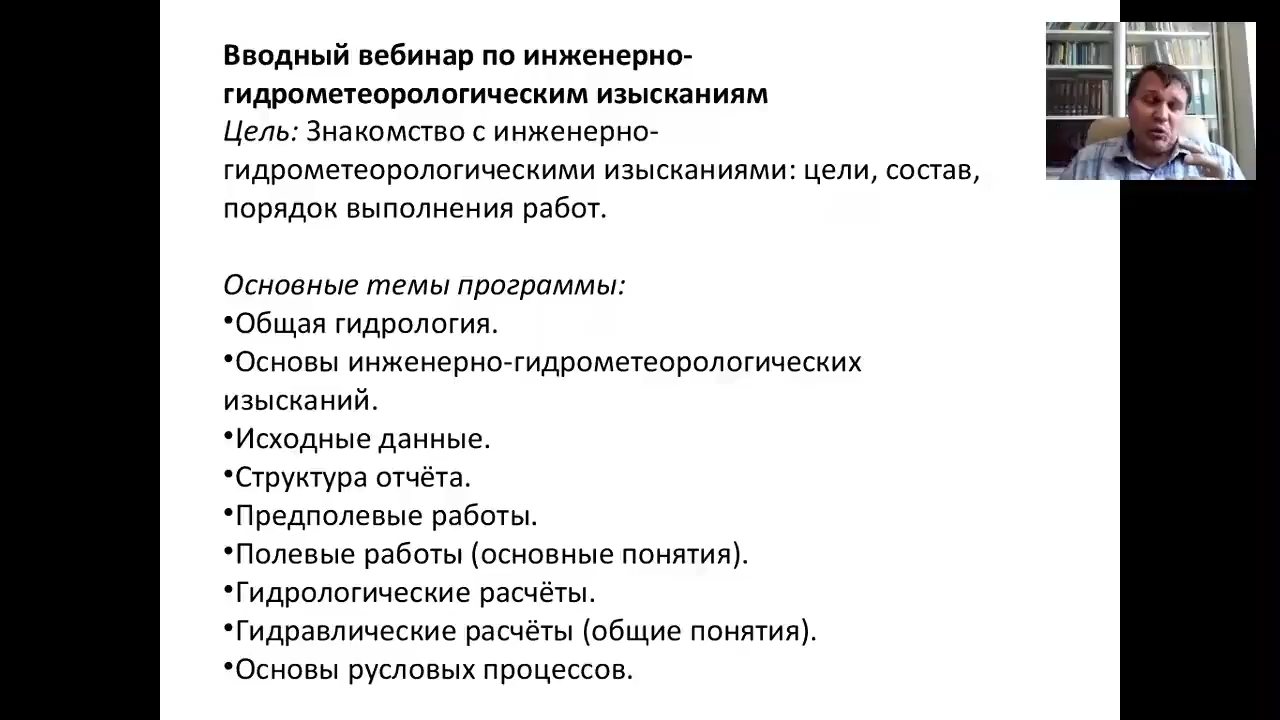 Вводный вебинар по инженерно-
гидрометеорологическим изысканиям
Цель: Знакомство с инженерно-
гидрометеорологическими изысканиями: цели, состав,
порядок выполнения работ.
Основные темы программы:
•Общая гидрология.
•Основы инженерно-гидрометеорологических
изысканий.
•Исходные данные.
•Структура отчёта.
•Предполевые работы.
•Полевые работы (основные понятия).
•Гидрологические расчёты.
•Гидравлические расчёты (общие понятия).
•Основы русловых процессов.